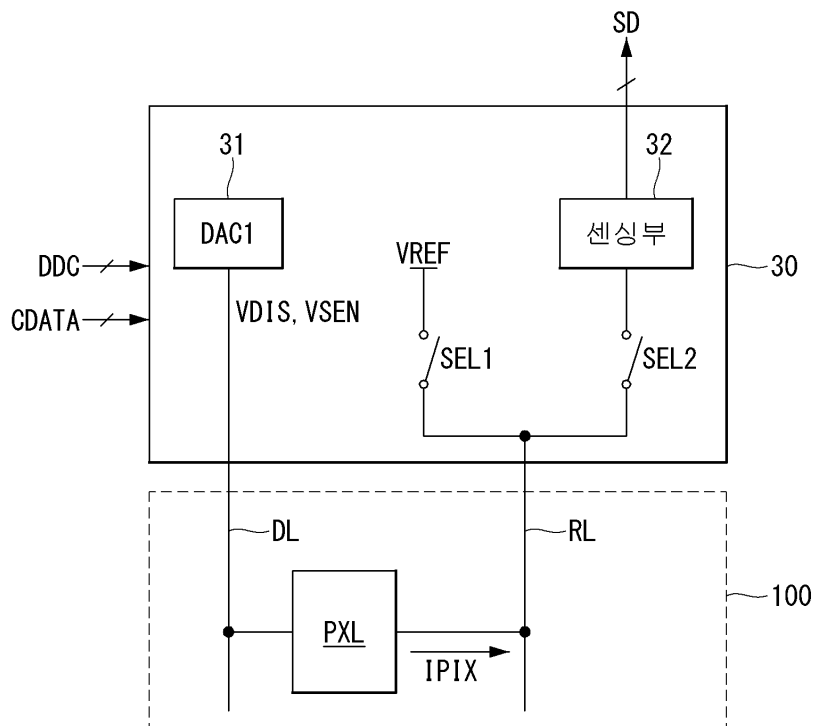 SD
31
32
DAC1
센싱부
VREF
DDC
30
CDATA
VDIS, VSEN
SEL1
SEL2
DL
RL
100
PXL
IPIX